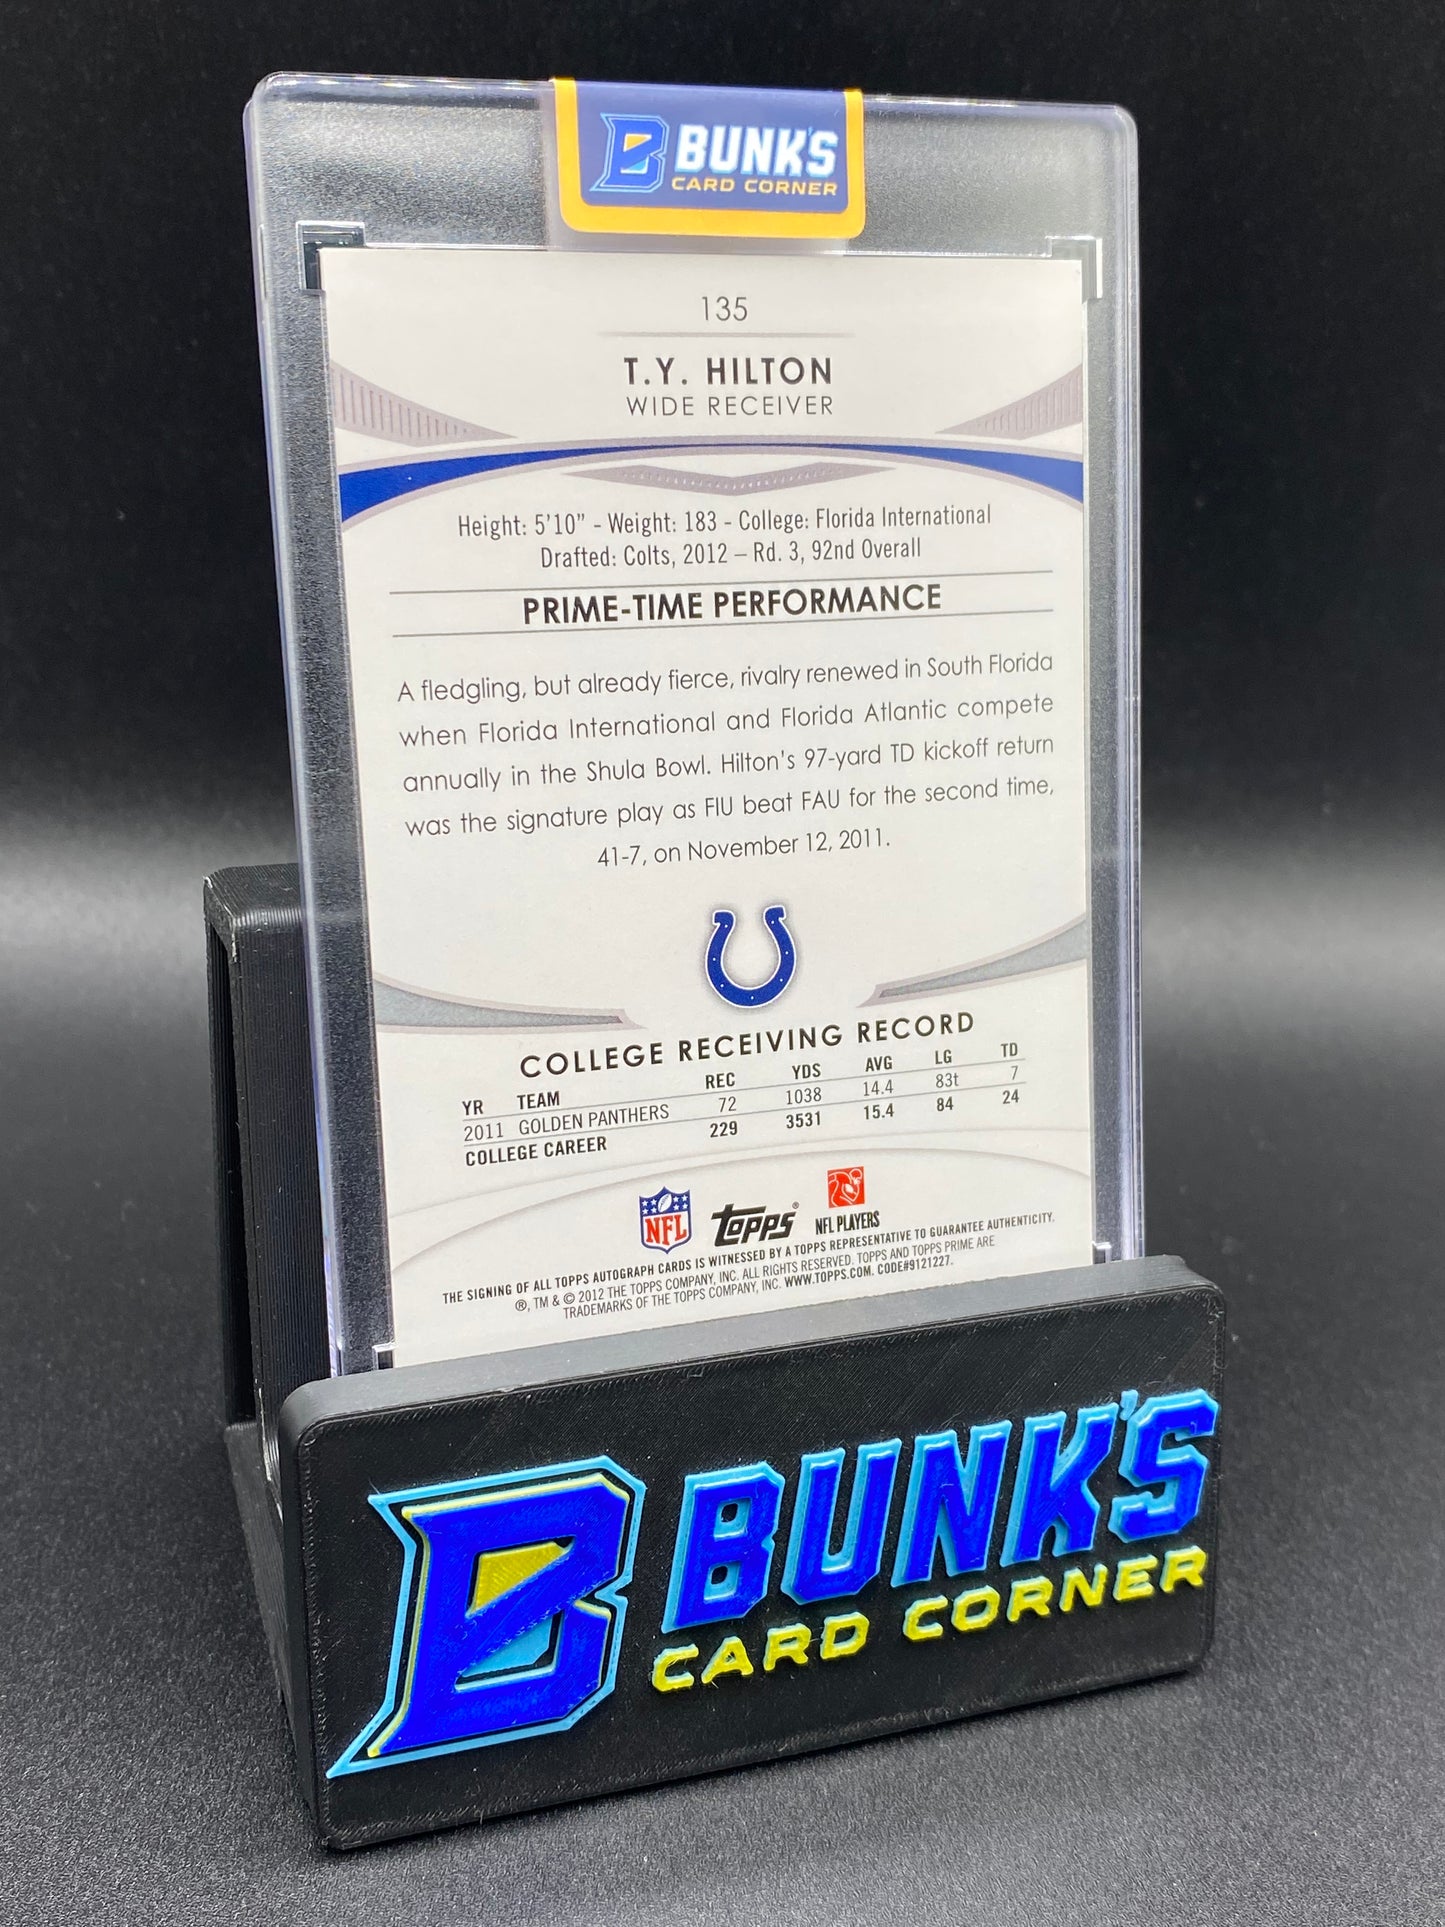 BUNK'S
CARD CORNER
135
T.Y. HILTON
WIDE RECEIVER
Height: 5'10" - Weight: 183 - College: Florida International
Drafted: Colts, 2012 – Rd. 3, 92nd Overall
PRIME-TIME PERFORMANCE
A fledgling, but already fierce, rivalry renewed in South Florida
when Florida International and Florida Atlantic compete
annually in the Shula Bowl. Hilton's 97-yard TD kickoff return
was the signature play as FIU beat FAU for the second time,
41-7, on November 12, 2011.
COLLEGE RECEIVING RECORD
YR TEAM REC YDS AVG LG TD
2011 GOLDEN PANTHERS 72 1038 14.4 83t 7
COLLEGE CAREER 229 3531 15.4 84 24
NFL Topps® NFL PLAYERS
THE SIGNING OF ALL TOPPS AUTOGRAPH CARDS IS WITNESSED BY A TOPPS REPRESENTATIVE TO GUARANTEE AUTHENTICITY.
®, TM & © 2012 THE TOPPS COMPANY, INC. ALL RIGHTS RESERVED. TOPPS AND TOPPS PRIME ARE
TRADEMARKS OF THE TOPPS COMPANY, INC. WWW.TOPPS.COM. CODE#9121227.
B BUNK'S
CARD CORNER